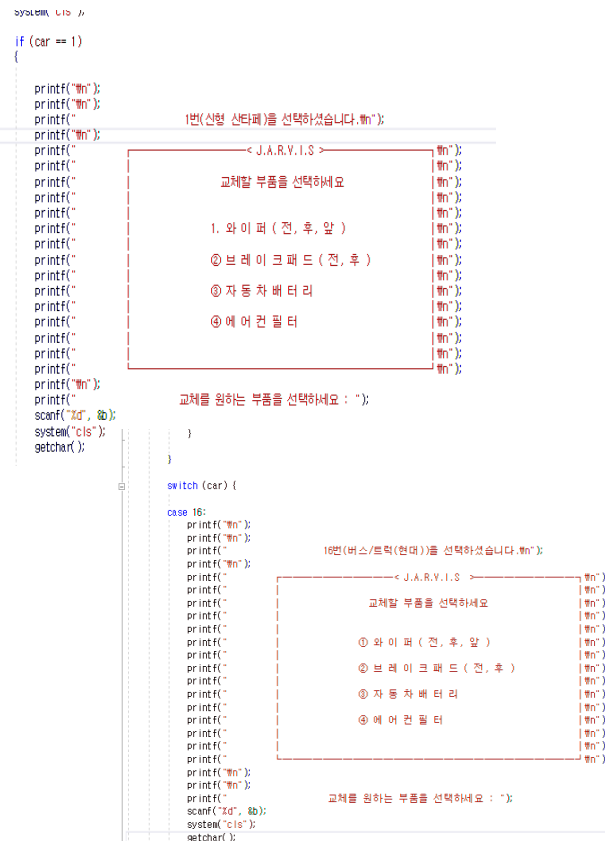 system("cls");
if (car == 1)
{
printf("₩n");
printf("₩n");
printf(" 1번(신형 산타페)을 선택하셨습니다.₩n");
printf("₩n");
printf(" ┌────────< J.A.R.V.I.S >────────┐₩n");
printf(" │ │₩n");
printf(" │ 교체할 부품을 선택하세요 │₩n");
printf(" │ │₩n");
printf(" │ │₩n");
printf(" │ 1. 와 이 퍼 ( 전, 후, 앞 ) │₩n");
printf(" │ │₩n");
printf(" │ ②브 레 이 크 패 드 ( 전, 후 ) │₩n");
printf(" │ │₩n");
printf(" │ ③자 동 차 배 터 리 │₩n");
printf(" │ │₩n");
printf(" │ ④에 어 컨 필 터 │₩n");
printf(" │ │₩n");
printf(" │ │₩n");
printf(" └────────────────────────┘₩n");
printf("₩n");
printf(" 교체를 원하는 부품을 선택하세요 : ");
scanf("%d", &b);
system("cls");
getchar();
}
}
switch (car) {
case 16:
printf("₩n");
printf("₩n");
printf(" 16번(버스/트럭(현대))을 선택하셨습니다.₩n");
printf("₩n");
printf(" ┌────────< J.A.R.V.I.S >────────┐₩n")
printf(" │ │₩n")
printf(" │ 교체할 부품을 선택하세요 │₩n")
printf(" │ │₩n")
printf(" │ │₩n")
printf(" │ ① 와 이 퍼 ( 전, 후, 앞 ) │₩n")
printf(" │ │₩n")
printf(" │ ② 브 레 이 크 패 드 ( 전, 후 ) │₩n")
printf(" │ │₩n")
printf(" │ ③ 자 동 차 배 터 리 │₩n")
printf(" │ │₩n")
printf(" │ ④ 에 어 컨 필 터 │₩n")
printf(" │ │₩n")
printf(" │ │₩n")
printf(" └────────────────────────┘₩n")
printf("₩n");
printf("₩n");
printf(" 교체를 원하는 부품을 선택하세요 : ");
scanf("%d", &b);
system("cls");
getchar();